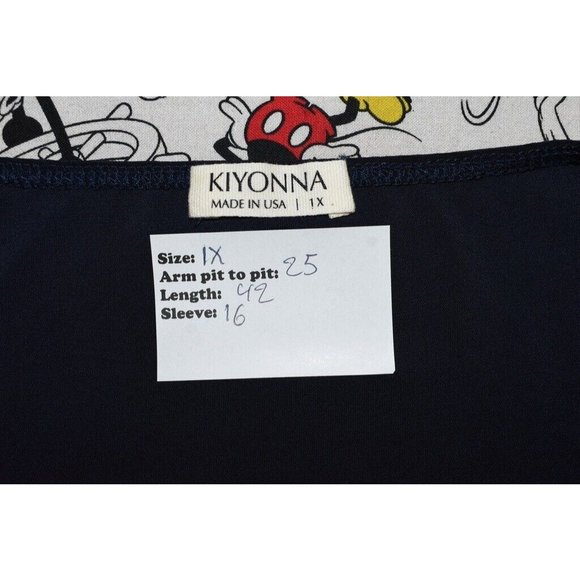 KIYONNA
MADE IN USA | 1X
Size: 1X
Arm pit to pit: 25
Length: 42
Sleeve: 16